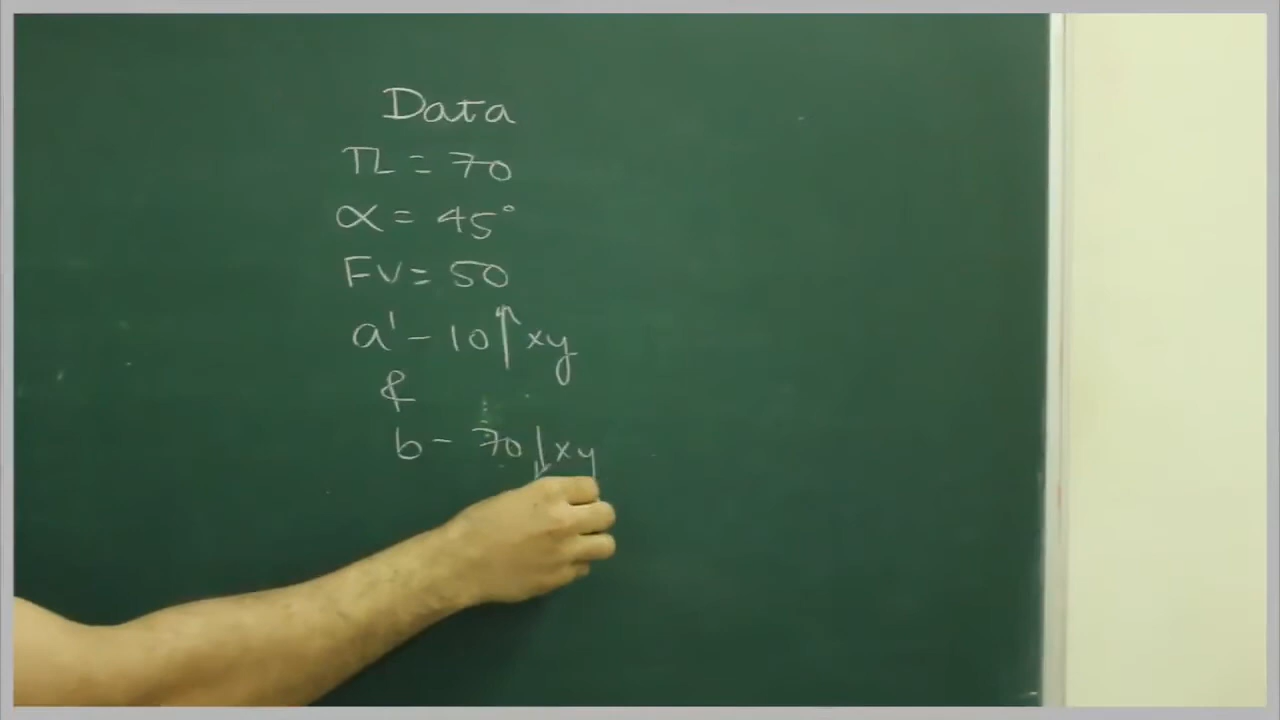 Data
TL = 70
α = 45°
FV = 50
a' - 10 ↑ xy
&
b - 70 ↓ xy